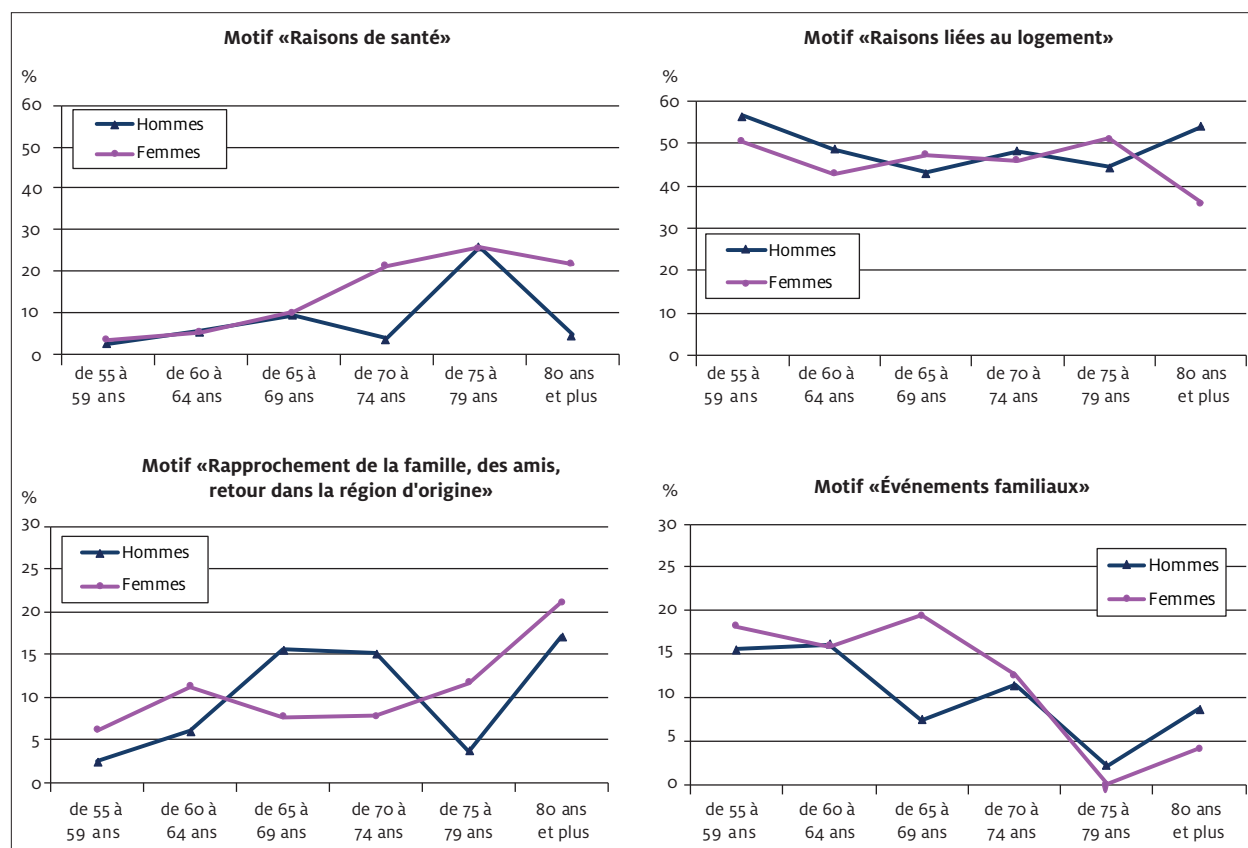 Motif «Raisons de santé»
%
60
50
40
30
20
10
0
Hommes
Femmes
de 55 à
59 ans
de 60 à
64 ans
de 65 à
69 ans
de 70 à
74 ans
de 75 à
79 ans
80 ans
et plus
Motif «Raisons liées au logement»
%
60
50
40
30
20
10
0
Hommes
Femmes
de 55 à
59 ans
de 60 à
64 ans
de 65 à
69 ans
de 70 à
74 ans
de 75 à
79 ans
80 ans
et plus
Motif «Rapprochement de la famille, des amis,
retour dans la région d'origine»
%
30
25
20
15
10
5
0
Hommes
Femmes
de 55 à
59 ans
de 60 à
64 ans
de 65 à
69 ans
de 70 à
74 ans
de 75 à
79 ans
80 ans
et plus
Motif «Événements familiaux»
%
30
25
20
15
10
5
0
Hommes
Femmes
de 55 à
59 ans
de 60 à
64 ans
de 65 à
69 ans
de 70 à
74 ans
de 75 à
79 ans
80 ans
et plus